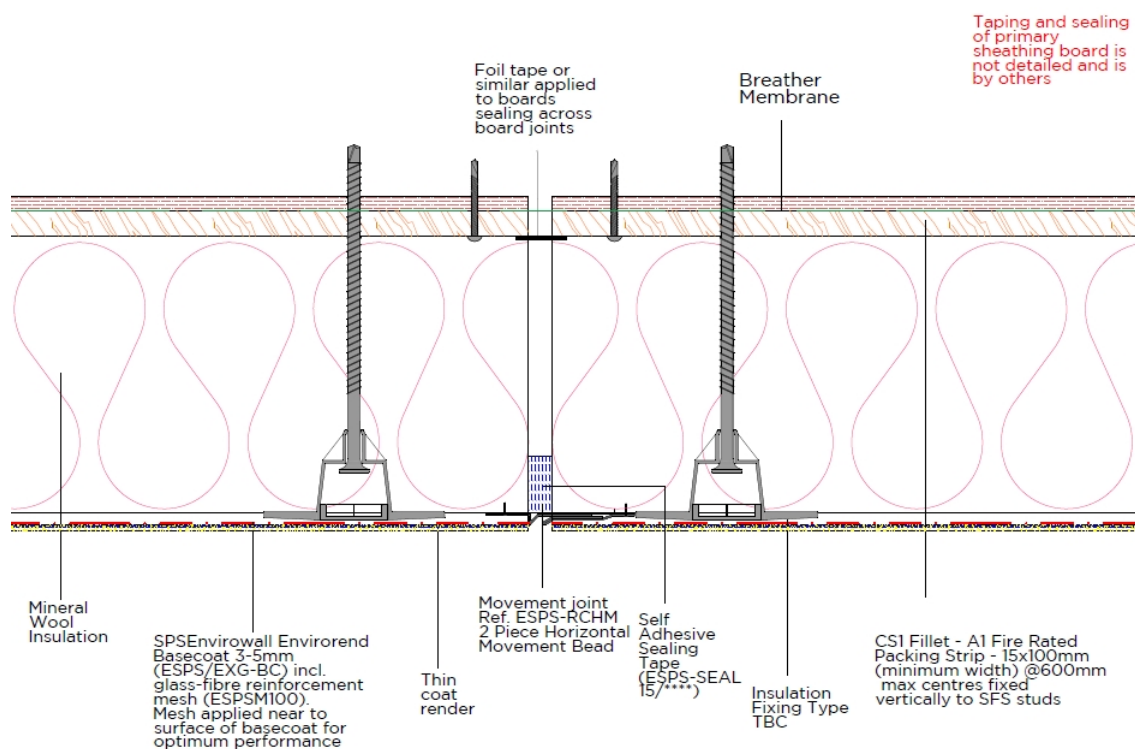 Taping and sealing
of primary
sheathing board is
not detailed and is
by others
Foil tape or
similar applied
to boards
sealing across
board joints
Breather
Membrane
Mineral
Wool
Insulation
SPSEnvirowall Envirorend
Basecoat 3-5mm
(ESPS/EXG-BC) incl.
glass-fibre reinforcement
mesh (ESPSM100).
Mesh applied near to
surface of basecoat for
optimum performance
Thin
coat
render
Movement joint
Ref. ESPS-RCHM
2 Piece Horizontal
Movement Bead
Self
Adhesive
Sealing
Tape
(ESPS-SEAL
15/****)
Insulation
Fixing Type
TBC
CS1 Fillet - A1 Fire Rated
Packing Strip - 15x100mm
(minimum width) @600mm
max centres fixed
vertically to SFS studs